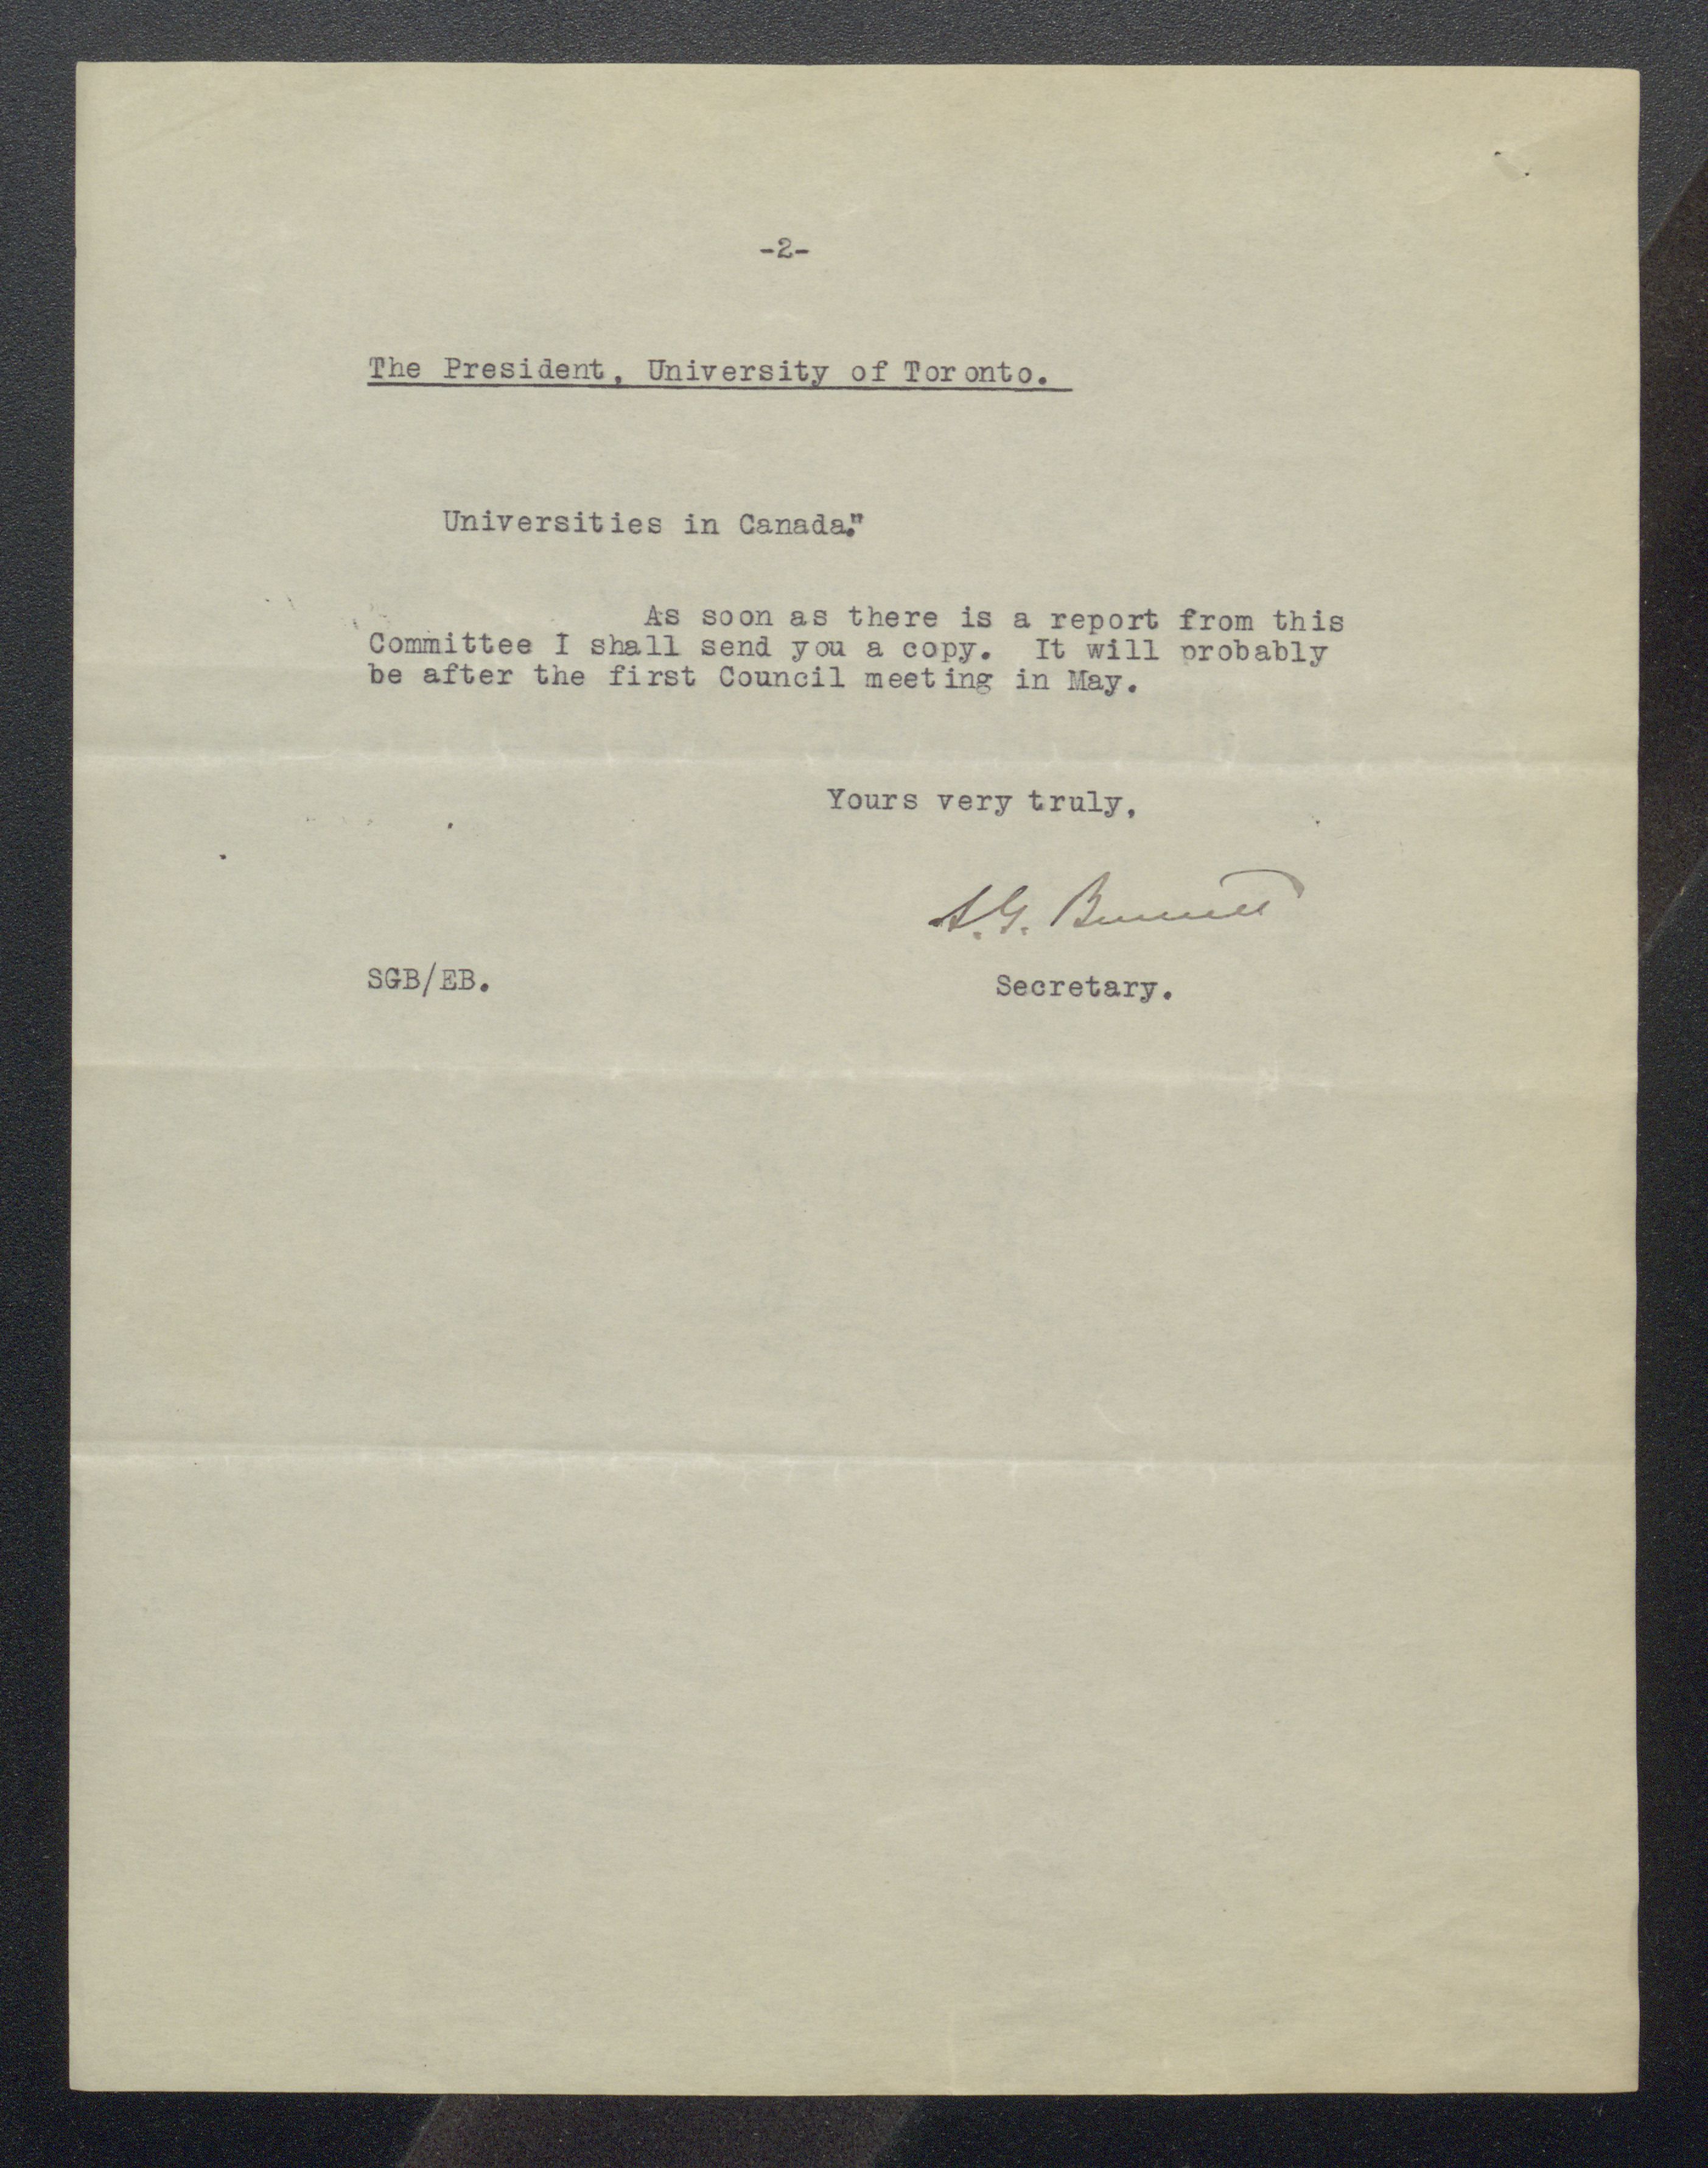 -2-
The President, University of Toronto.
Universities in Canada."
As soon as there is a report from this
Committee I shall send you a copy. It will probably
be after the first Council meeting in May.
Yours very truly,
S.G.
SGB/EB.
Secretary.